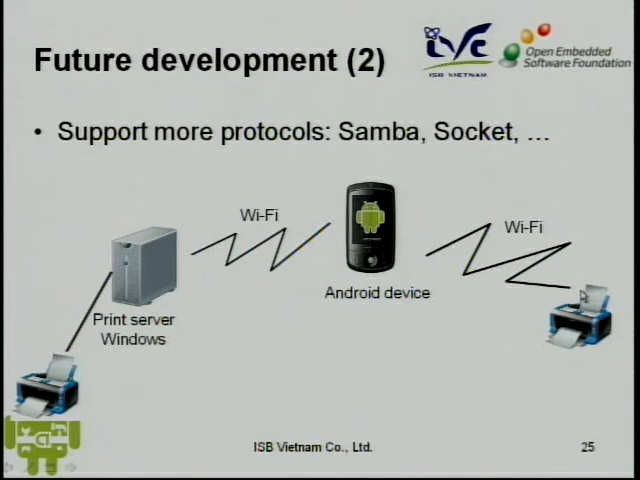 Future development (2)
ISB VIETNAM
Open Embedded
Software Foundation
• Support more protocols: Samba, Socket, ...
Wi-Fi
Wi-Fi
Android device
Print server
Windows
ISB Vietnam Co., Ltd.
25